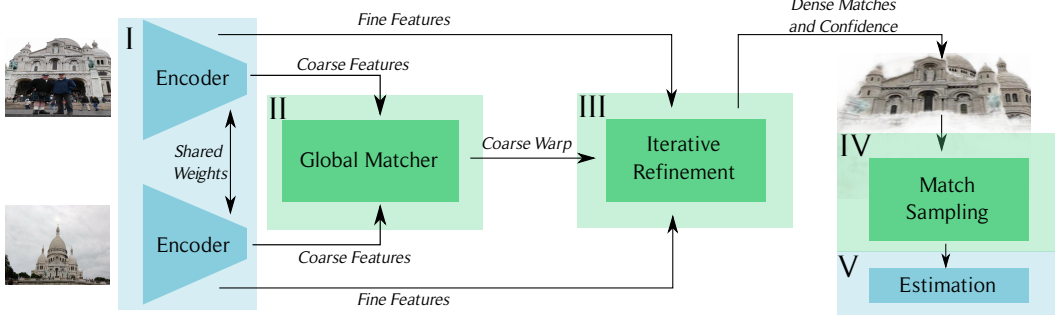 Fine Features
Dense Matches
and Confidence
I
Encoder
Coarse Features
II
Global Matcher
Coarse Warp
III
Iterative
Refinement
Shared
Weights
IV
Match
Sampling
Encoder
Coarse Features
Fine Features
V
Estimation